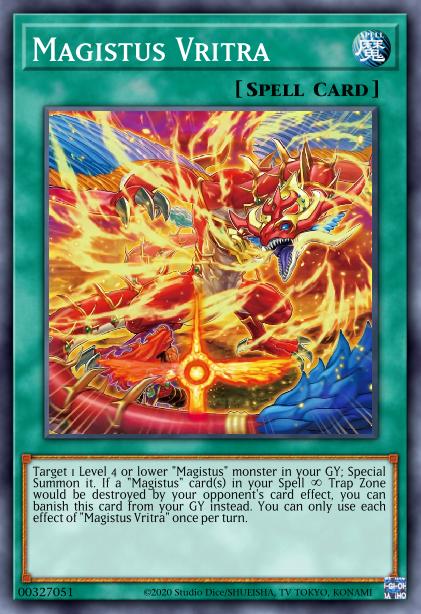 Magistus Vritra
SPELL
魔
[Spell Card]
Target 1 Level 4 or lower "Magistus" monster in your GY; Special
Summon it. If a "Magistus" card(s) in your Spell ∞ Trap Zone
would be destroyed by your opponent's card effect, you can
banish this card from your GY instead. You can only use each
effect of "Magistus Vritra" once per turn.
00327051
©2020 Studio Dice/SHUEISHA, TV TOKYO, KONAMI